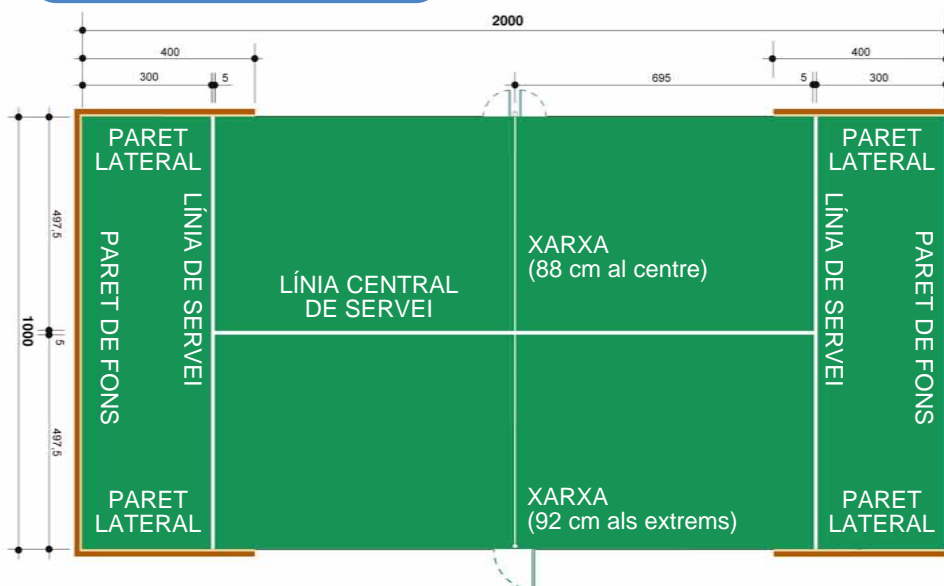 2000
400
400
300
5
695
5
300
PARET
LATERAL
PARET
LATERAL
497,5
LÍNIA DE SERVEI
LÍNIA DE SERVEI
PARET DE FONS
PARET DE FONS
XARXA
(88 cm al centre)
LÍNIA CENTRAL
DE SERVEI
1000
5
497,5
PARET
LATERAL
XARXA
(92 cm als extrems)
PARET
LATERAL